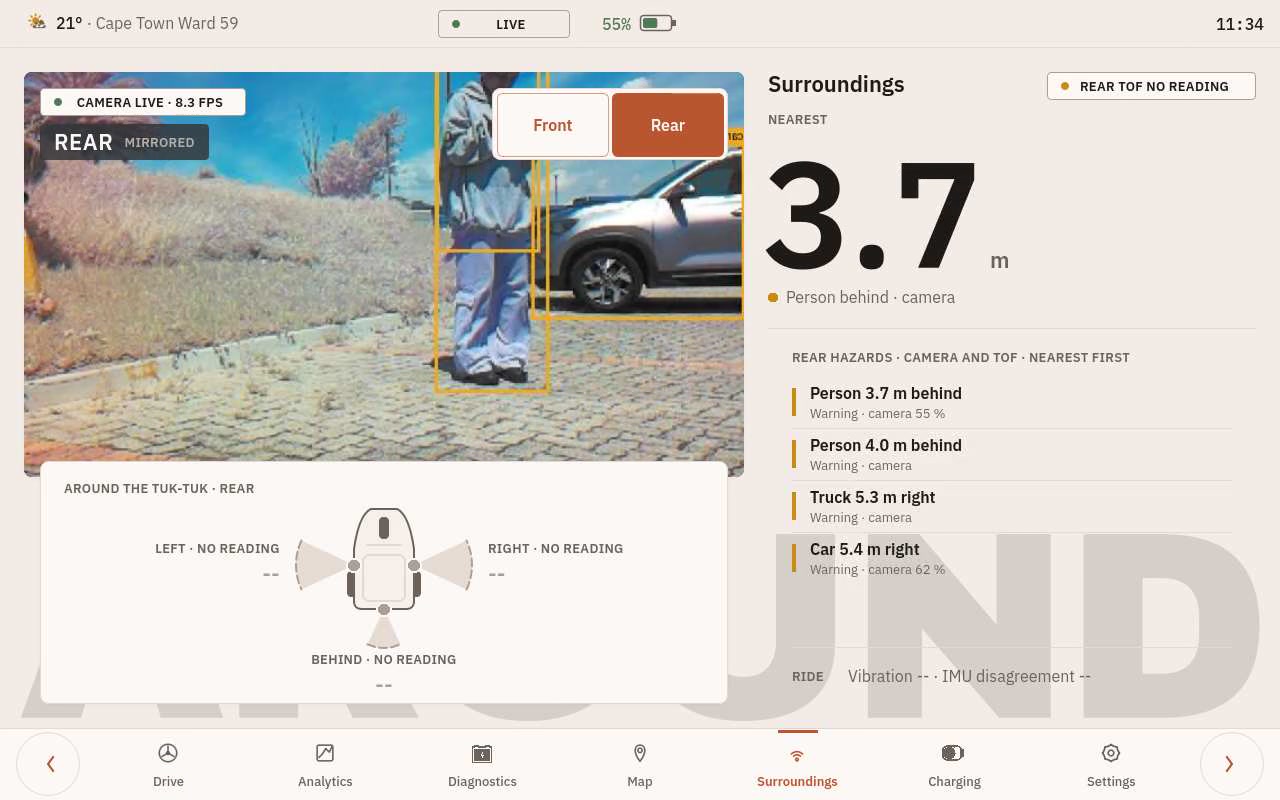 21° · Cape Town Ward 59
LIVE
55%
11:34
CAMERA LIVE · 8.3 FPS
REAR MIRRORED
Front
Rear
car
Surroundings
REAR TOF NO READING
NEAREST
3.7 m
Person behind · camera
REAR HAZARDS · CAMERA AND TOF · NEAREST FIRST
Person 3.7 m behind
Warning · camera 55 %
Person 4.0 m behind
Warning · camera
Truck 5.3 m right
Warning · camera
Car 5.4 m right
Warning · camera 62 %
RIDE Vibration -- · IMU disagreement --
AROUND THE TUK-TUK · REAR
LEFT · NO READING
--
RIGHT · NO READING
--
BEHIND · NO READING
--
AROUND
Drive
Analytics
Diagnostics
Map
Surroundings
Charging
Settings